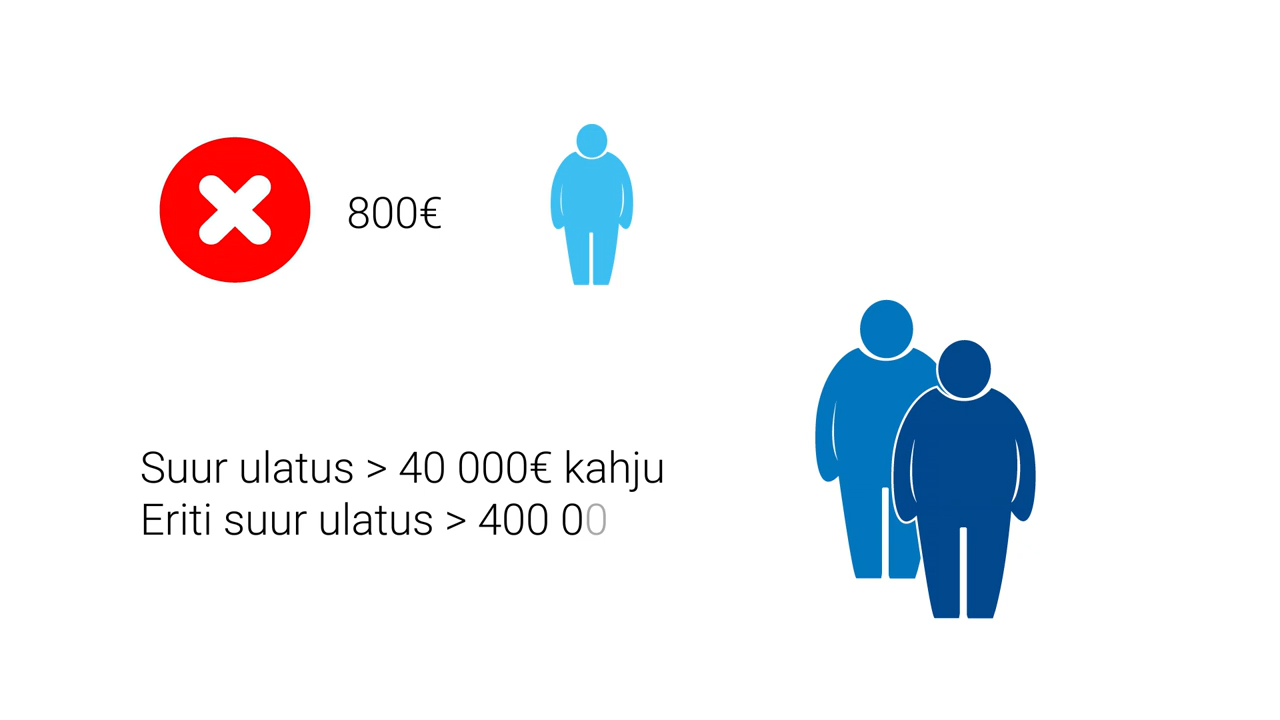 800€
Suur ulatus > 40 000€ kahju
Eriti suur ulatus > 400 00